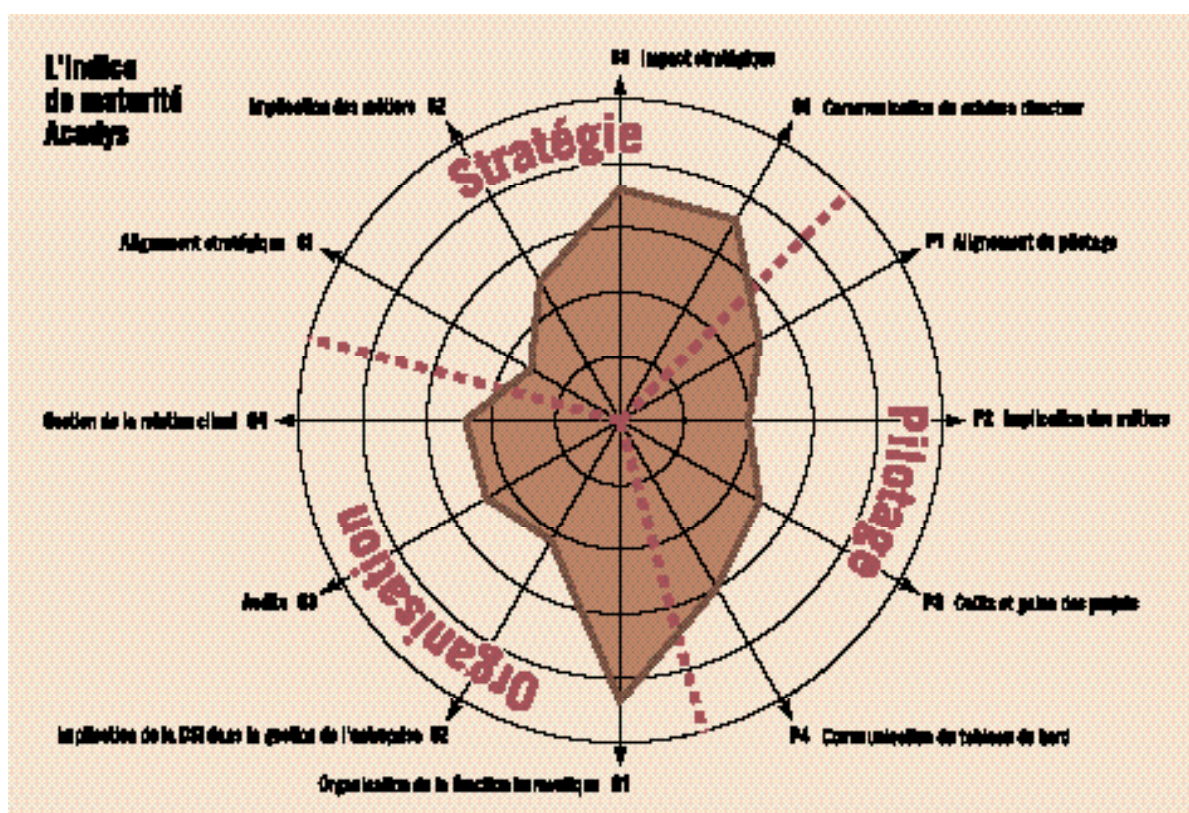 L'indice
de maturité
Acadys
S3 Impact stratégique
Implication des métiers S2
S4 Communication du schéma directeur
Stratégie
Alignement stratégique S1
P1 Alignement du pilotage
Gestion de la relation client O4
P2 Implication des métiers
Pilotage
Audits O3
P3 Coûts et gains des projets
Organisation
Implication de la DSI dans la gestion de l'entreprise O2
P4 Communication du tableau de bord
Organisation de la fonction informatique O1